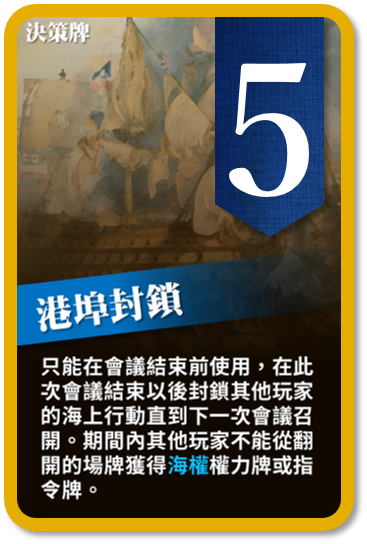 決策牌
5
港埠封鎖
只能在會議結束前使用，在此
次會議結束以後封鎖其他玩家
的海上行動直到下一次會議召
開。期間內其他玩家不能從翻
開的場牌獲得海權權力牌或指
令牌。